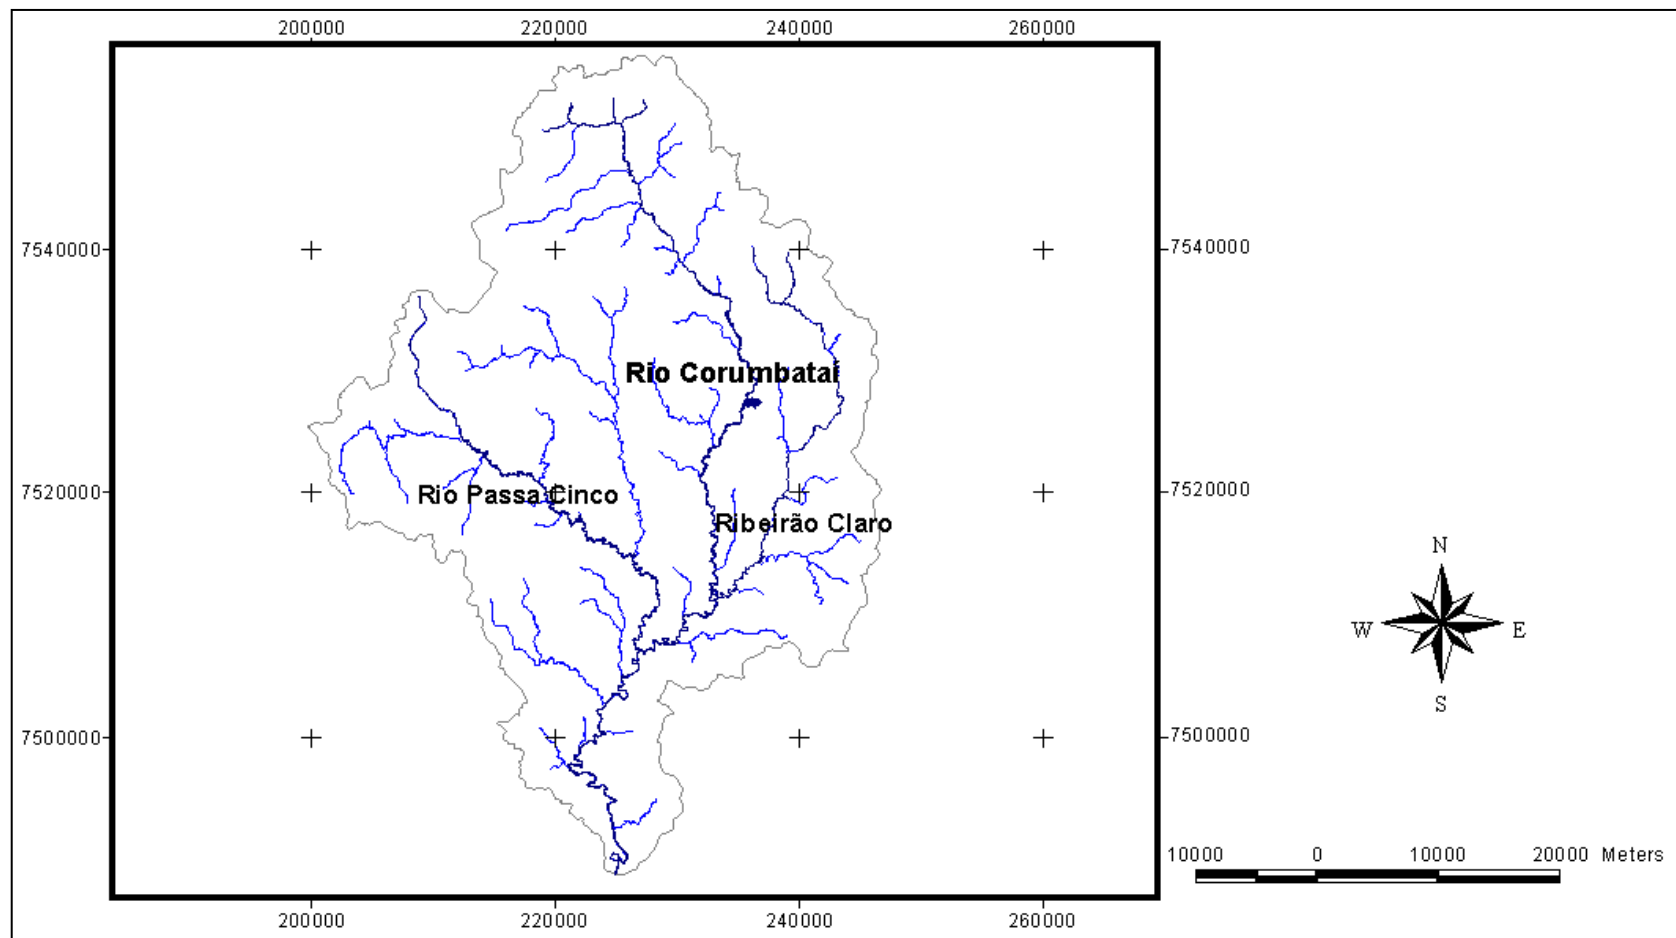 200000 220000 240000 260000
7540000 7540000
Rio Corumbataí
7520000 7520000
Rio Passa Cinco
Ribeirão Claro
N
W E
S
7500000 7500000
10000 0 10000 20000 Meters
200000 220000 240000 260000